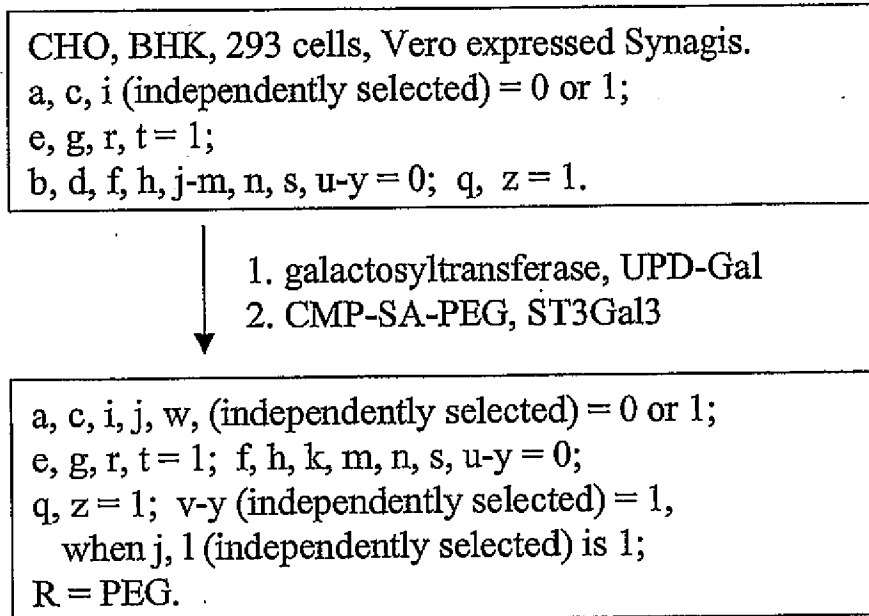 CHO, BHK, 293 cells, Vero expressed Synagis.
a, c, i (independently selected) = 0 or 1;
e, g, r, t = 1;
b, d, f, h, j-m, n, s, u-y = 0; q, z = 1.
1. galactosyltransferase, UPD-Gal
2. CMP-SA-PEG, ST3Gal3
a, c, i, j, w, (independently selected) = 0 or 1;
e, g, r, t = 1; f, h, k, m, n, s, u-y = 0;
q, z = 1; v-y (independently selected) = 1,
when j, l (independently selected) is 1;
R = PEG.